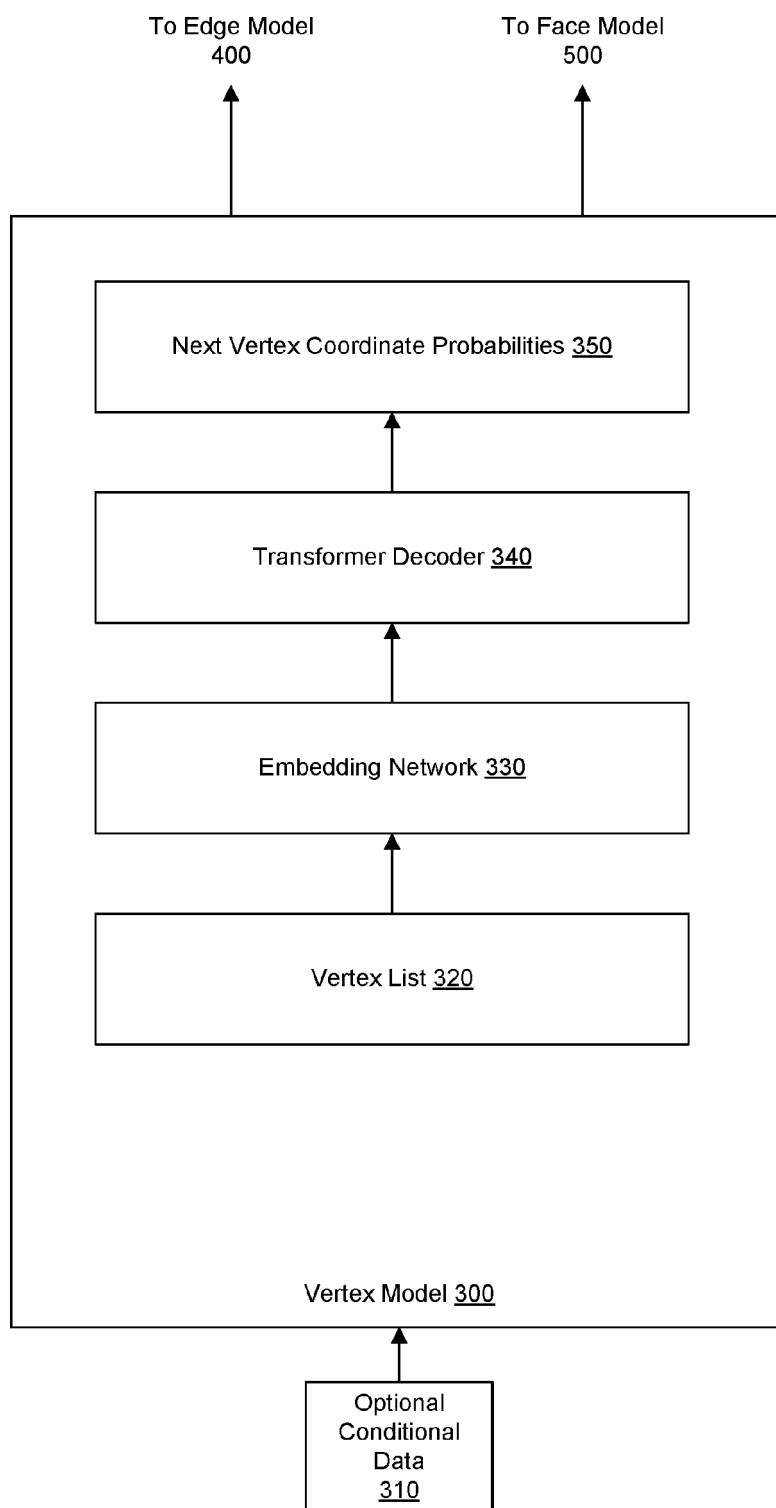 To Edge Model
400
To Face Model
500
Next Vertex Coordinate Probabilities 350
Transformer Decoder 340
Embedding Network 330
Vertex List 320
Vertex Model 300
Optional
Conditional
Data
310